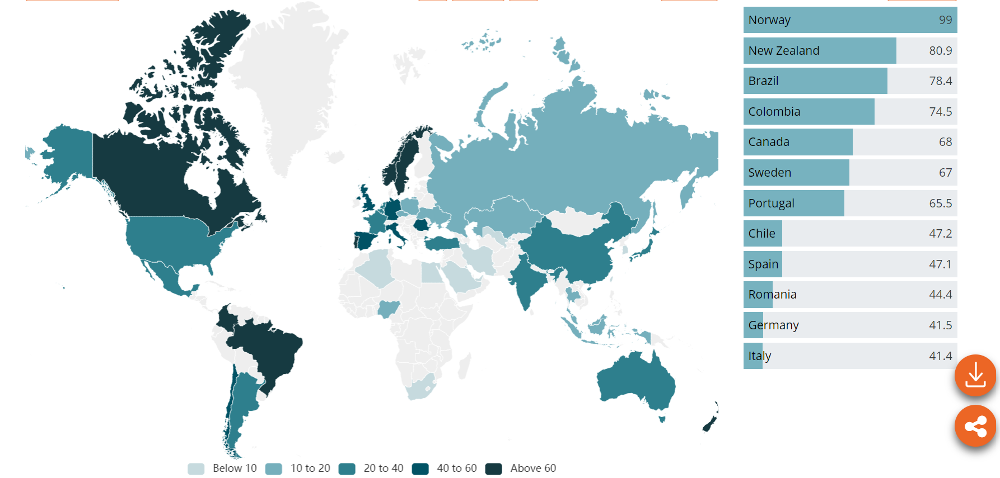 Norway 99
New Zealand 80.9
Brazil 78.4
Colombia 74.5
Canada 68
Sweden 67
Portugal 65.5
Chile 47.2
Spain 47.1
Romania 44.4
Germany 41.5
Italy 41.4
Below 10 10 to 20 20 to 40 40 to 60 Above 60